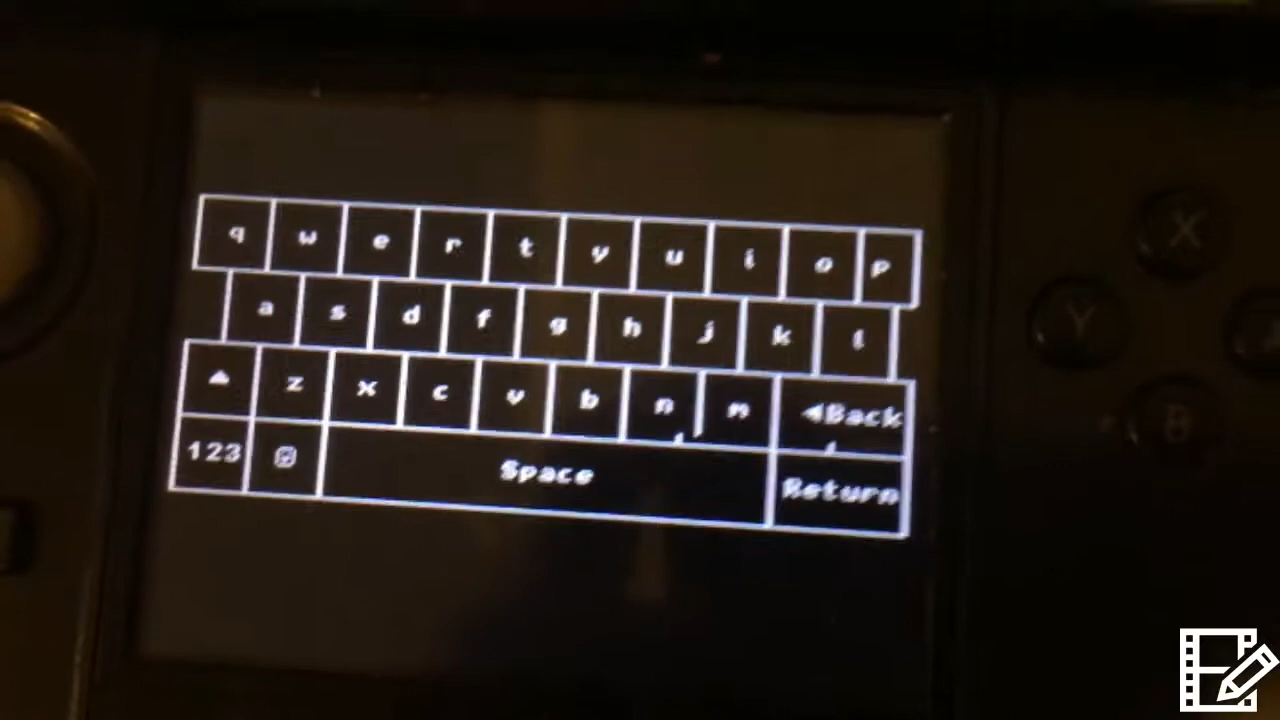 q w e r t y u i o p
a s d f g h j k l
z x c v b n m ◀Back
123 Space Return
X
Y
B